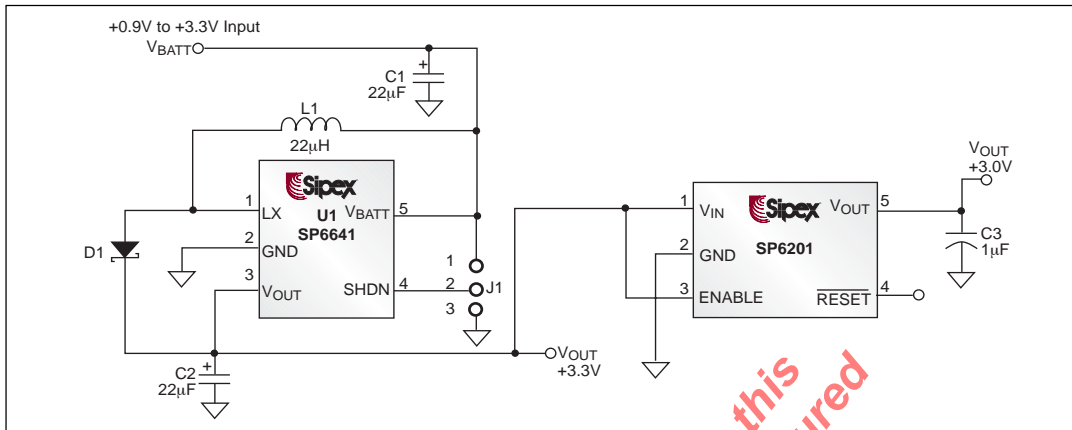 +0.9V to +3.3V Input
VBATT
+
C1
22µF
L1
22µH
Sipex
U1
SP6641
1
LX
VBATT
5
2
GND
3
VOUT
SHDN
4
D1
1
2
3
J1
+
C2
22µF
VOUT
+3.3V
Sipex
SP6201
1
VIN
VOUT
5
2
GND
3
ENABLE
RESET
4
VOUT
+3.0V
C3
1µF
this